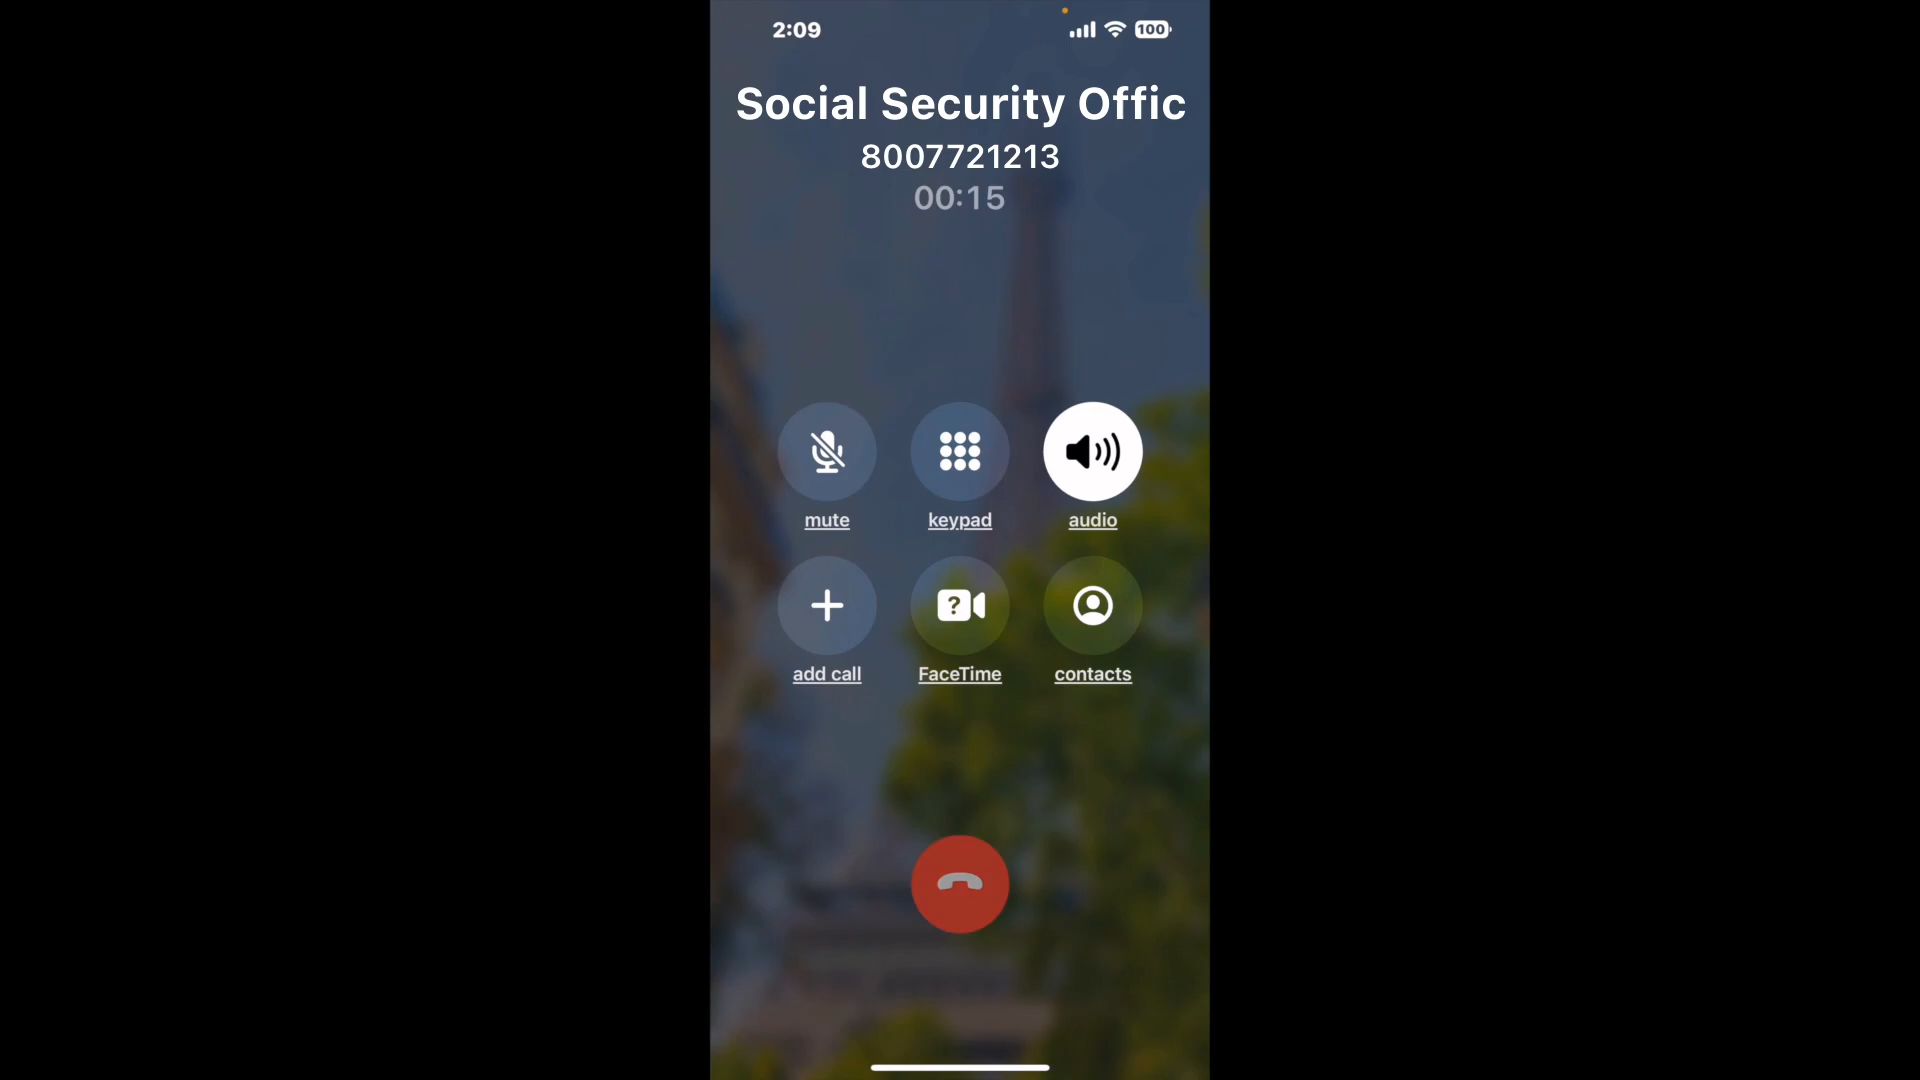 2:09
100
Social Security Offic
8007721213
00:15
mute
keypad
audio
?
add call
FaceTime
contacts